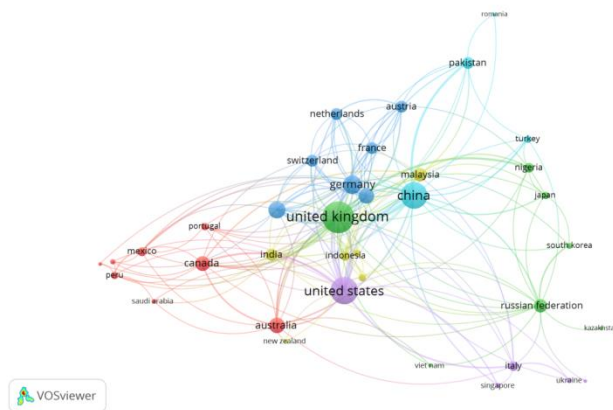 romania
pakistan
netherlands
austria
turkey
france
switzerland
malaysia
nigeria
germany
china
japan
united kingdom
portugal
south korea
mexico
india
indonesia
canada
peru
united states
saudi arabia
russian federation
australia
kazakhsta
new zealand
viet nam
italy
singapore
ukraine
VOSviewer